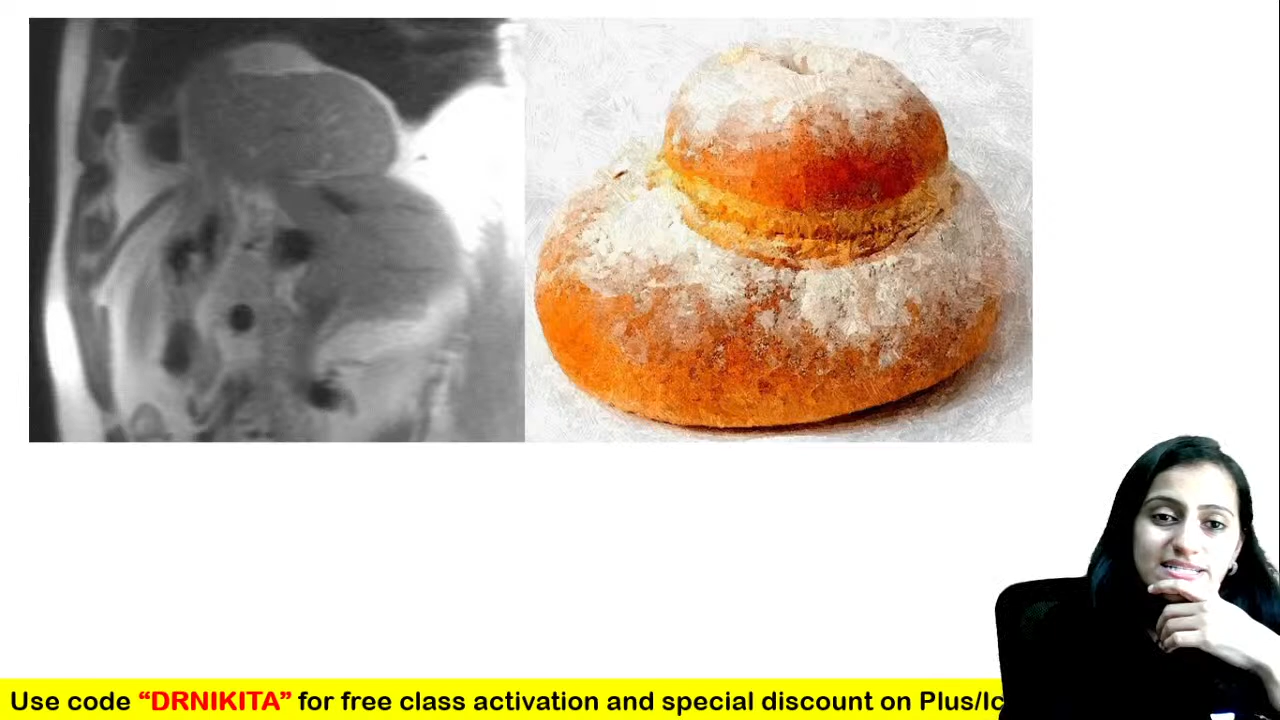 Use code “DRNIKITA” for free class activation and special discount on Plus/Ic